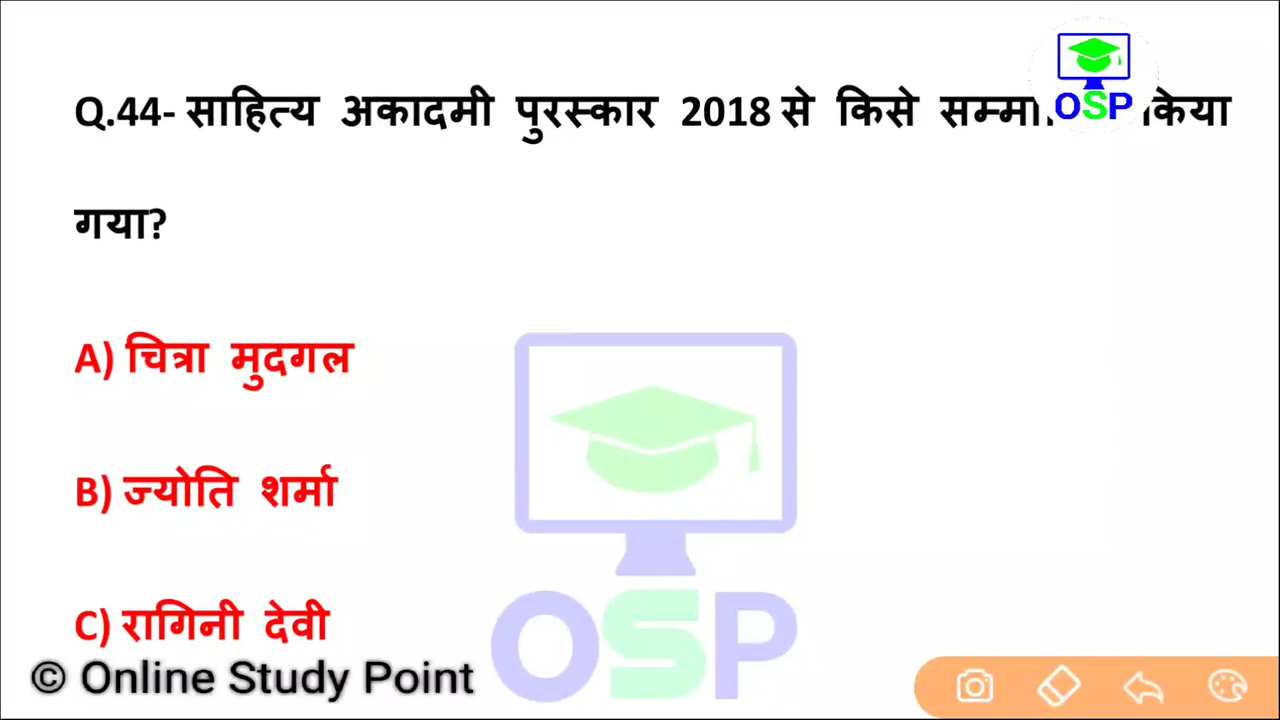 OSP
Q.44- साहित्य अकादमी पुरस्कार 2018 से किसे किया
गया?
A) चित्रा मुदगल
B) ज्योति शर्मा
C) रागिनी देवी
OSP
© Online Study Point